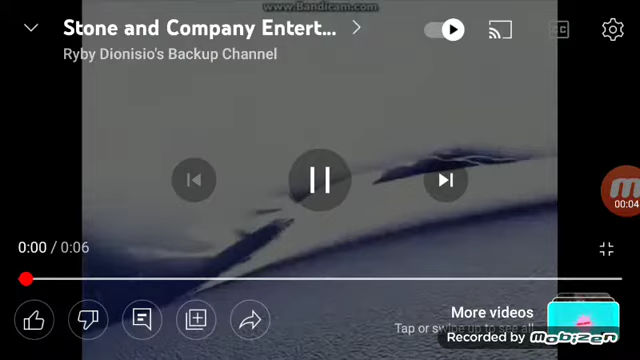 www.Bandicam.com
Stone and Company Entert...
Ryby Dionisio's Backup Channel
CC
00:04
0:00 / 0:06
More videos
Tap or swipe up to see all
Recorded by mobizen